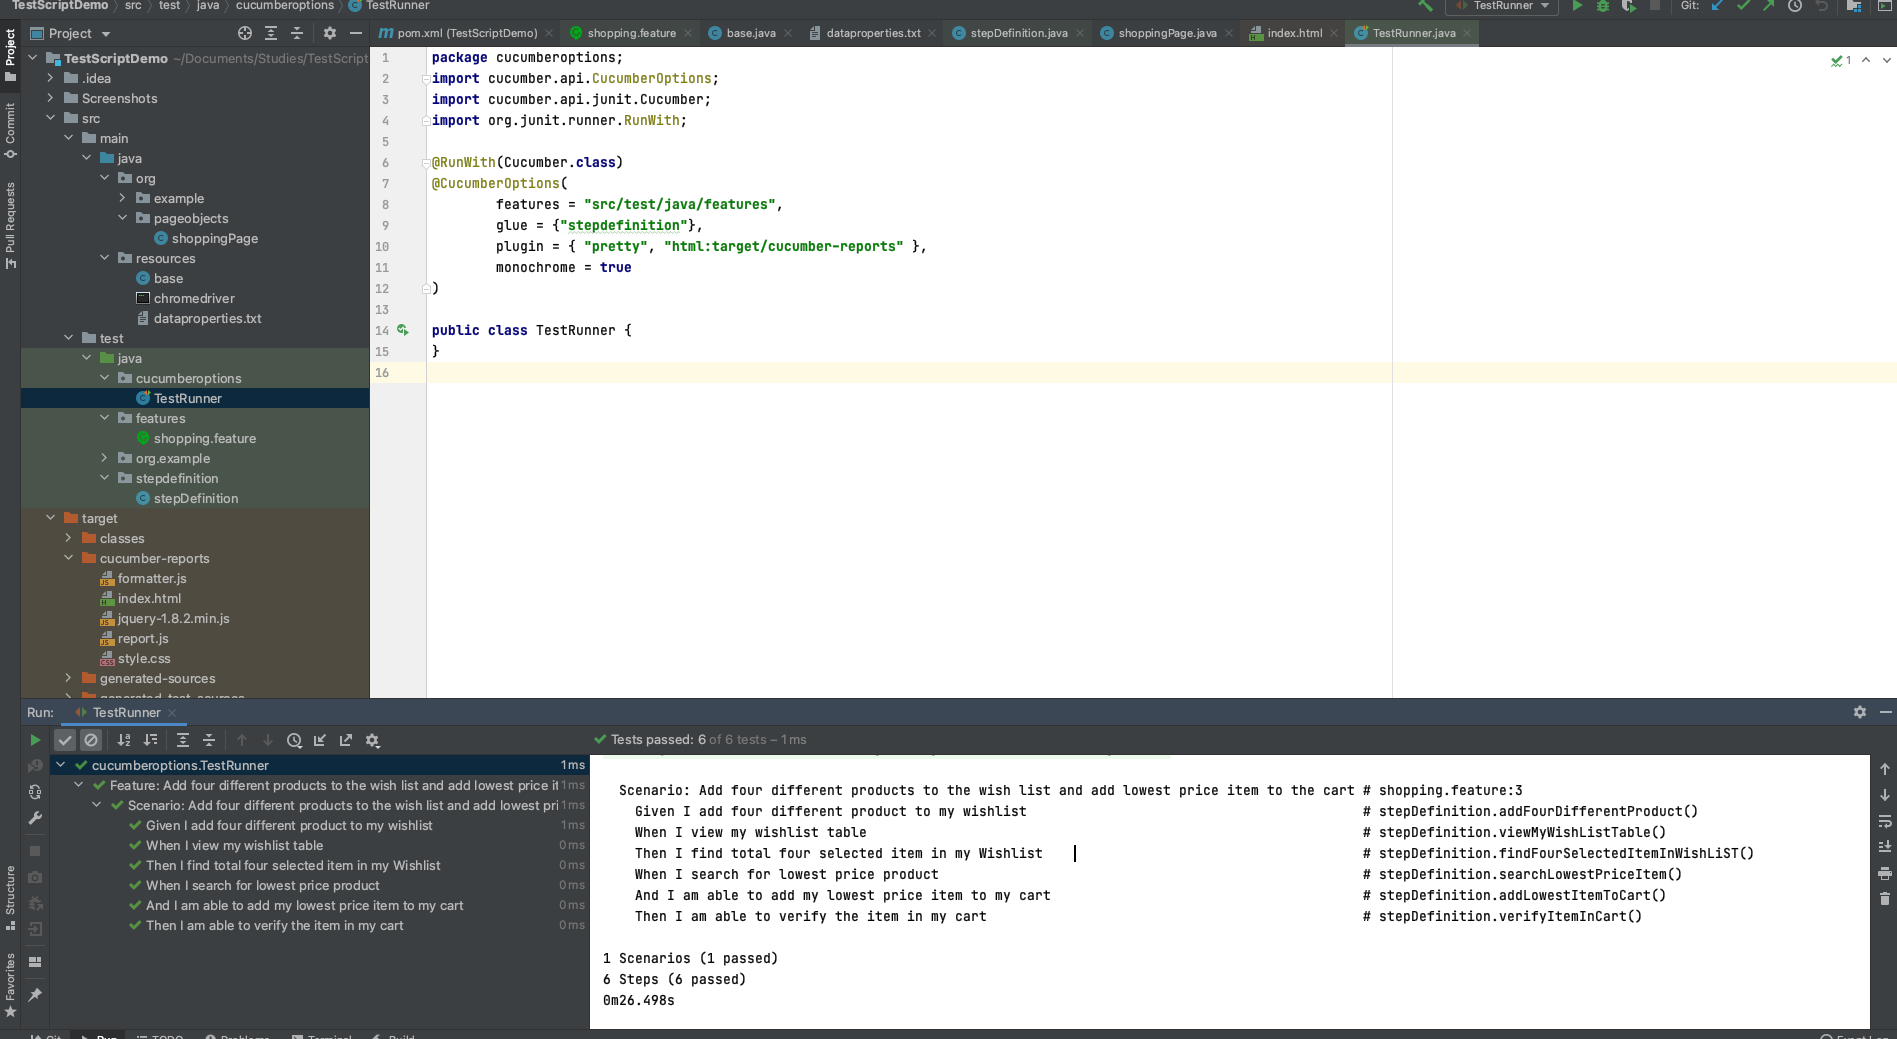 TestScriptDemo > src > test > java > cucumberoptions > TestRunner
TestRunner
Git:
Project
pom.xml (TestScriptDemo)
shopping.feature
base.java
dataproperties.txt
stepDefinition.java
shoppingPage.java
index.html
TestRunner.java
Project
Commit
Pull Requests
Structure
Favorites
TestScriptDemo ~/Documents/Studies/TestScript
.idea
Screenshots
src
main
java
org
example
pageobjects
shoppingPage
resources
base
chromedriver
dataproperties.txt
test
java
cucumberoptions
TestRunner
features
shopping.feature
org.example
stepdefinition
stepDefinition
target
classes
cucumber-reports
formatter.js
index.html
jquery-1.8.2.min.js
report.js
style.css
generated-sources
generated-test-sources
1 package cucumberoptions;
2 import cucumber.api.CucumberOptions;
3 import cucumber.api.junit.Cucumber;
4 import org.junit.runner.RunWith;
5
6 @RunWith(Cucumber.class)
7 @CucumberOptions(
8 features = "src/test/java/features",
9 glue = {"stepdefinition"},
10 plugin = { "pretty", "html:target/cucumber-reports" },
11 monochrome = true
12 )
13
14 public class TestRunner {
15 }
16
1
Run: TestRunner
Tests passed: 6 of 6 tests – 1 ms
cucumberoptions.TestRunner 1 ms
Feature: Add four different products to the wish list and add lowest price it 1 ms
Scenario: Add four different products to the wish list and add lowest pri 1 ms
Given I add four different product to my wishlist 1 ms
When I view my wishlist table 0 ms
Then I find total four selected item in my Wishlist 0 ms
When I search for lowest price product 0 ms
And I am able to add my lowest price item to my cart 0 ms
Then I am able to verify the item in my cart 0 ms
Scenario: Add four different products to the wish list and add lowest price item to the cart # shopping.feature:3
Given I add four different product to my wishlist # stepDefinition.addFourDifferentProduct()
When I view my wishlist table # stepDefinition.viewMyWishListTable()
Then I find total four selected item in my Wishlist # stepDefinition.findFourSelectedItemInWishLiST()
When I search for lowest price product # stepDefinition.searchLowestPriceItem()
And I am able to add my lowest price item to my cart # stepDefinition.addLowestItemToCart()
Then I am able to verify the item in my cart # stepDefinition.verifyItemInCart()
1 Scenarios (1 passed)
6 Steps (6 passed)
0m26.498s
Git
Run
TODO
Problems
Terminal
Build
Event Log